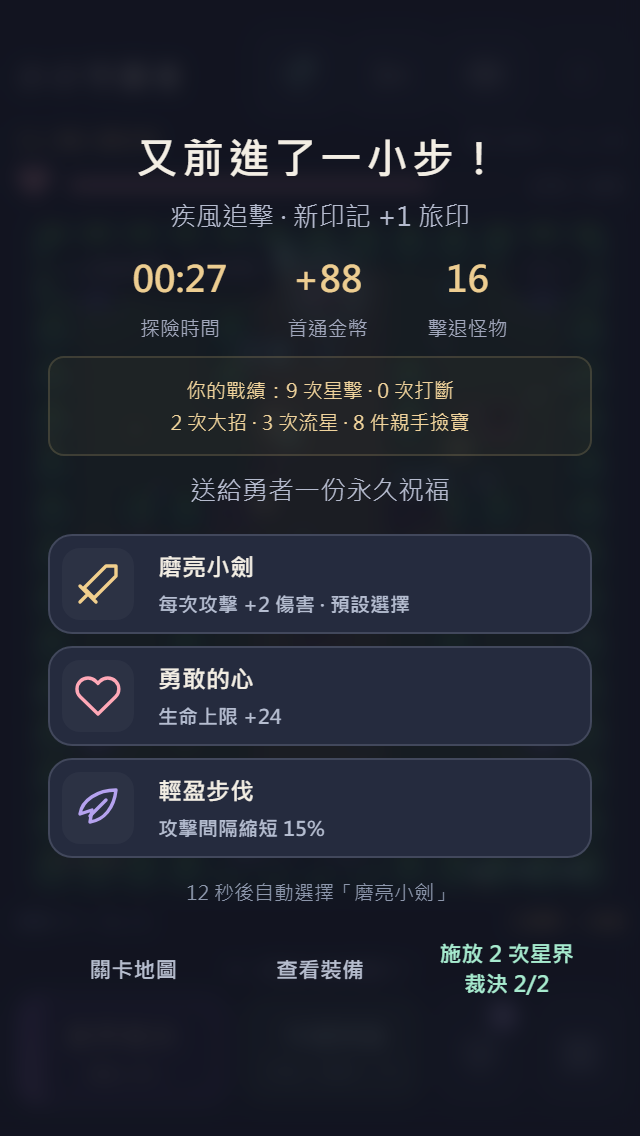 又前進了一小步！
疾風追擊 · 新印記 +1 旅印
00:27 +88 16
探險時間 首通金幣 擊退怪物
你的戰績：9 次星擊 · 0 次打斷
2 次大招 · 3 次流星 · 8 件親手撿寶
送給勇者一份永久祝福
磨亮小劍
每次攻擊 +2 傷害 · 預設選擇
勇敢的心
生命上限 +24
輕盈步伐
攻擊間隔縮短 15%
12 秒後自動選擇「磨亮小劍」
關卡地圖 查看裝備 施放 2 次星界
裁決 2/2